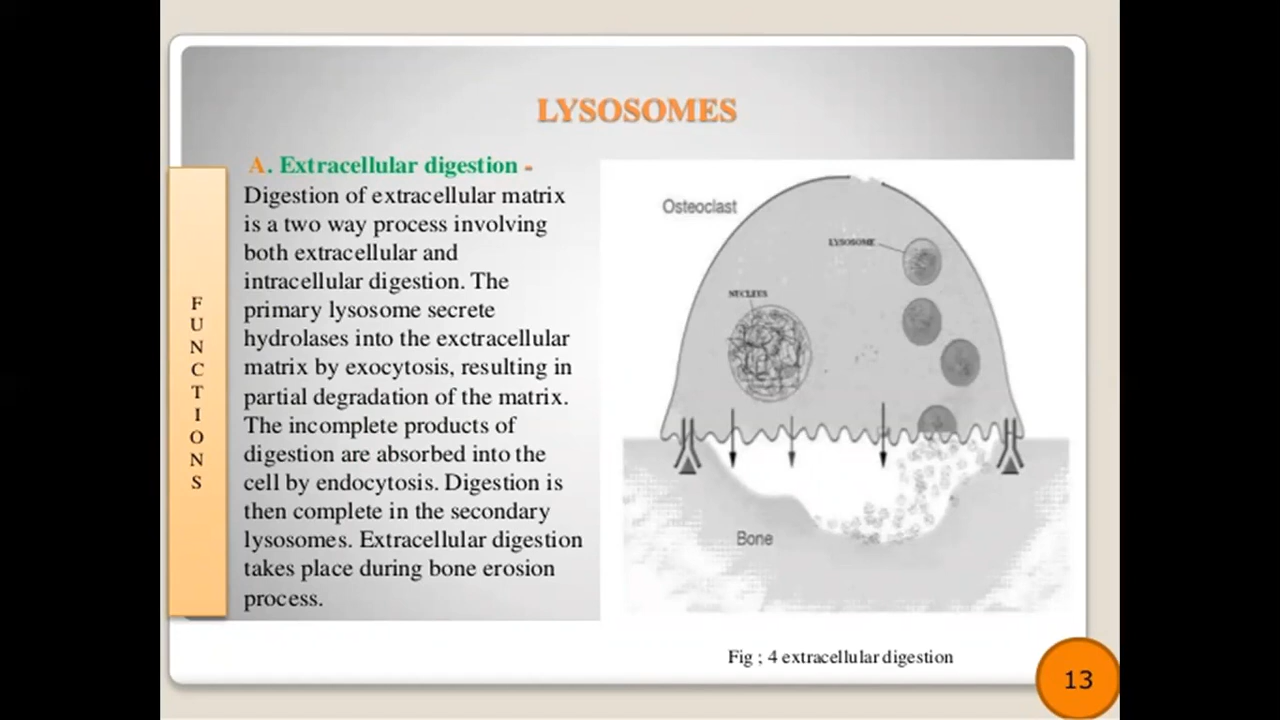 LYSOSOMES
A. Extracellular digestion -
Digestion of extracellular matrix
is a two way process involving
both extracellular and
intracellular digestion. The
primary lysosome secrete
hydrolases into the exctracellular
matrix by exocytosis, resulting in
partial degradation of the matrix.
The incomplete products of
digestion are absorbed into the
cell by endocytosis. Digestion is
then complete in the secondary
lysosomes. Extracellular digestion
takes place during bone erosion
process.
F
U
N
C
T
I
O
N
S
Osteoclast
LYSOSOME
NUCLEUS
Bone
Fig ; 4 extracellular digestion
13